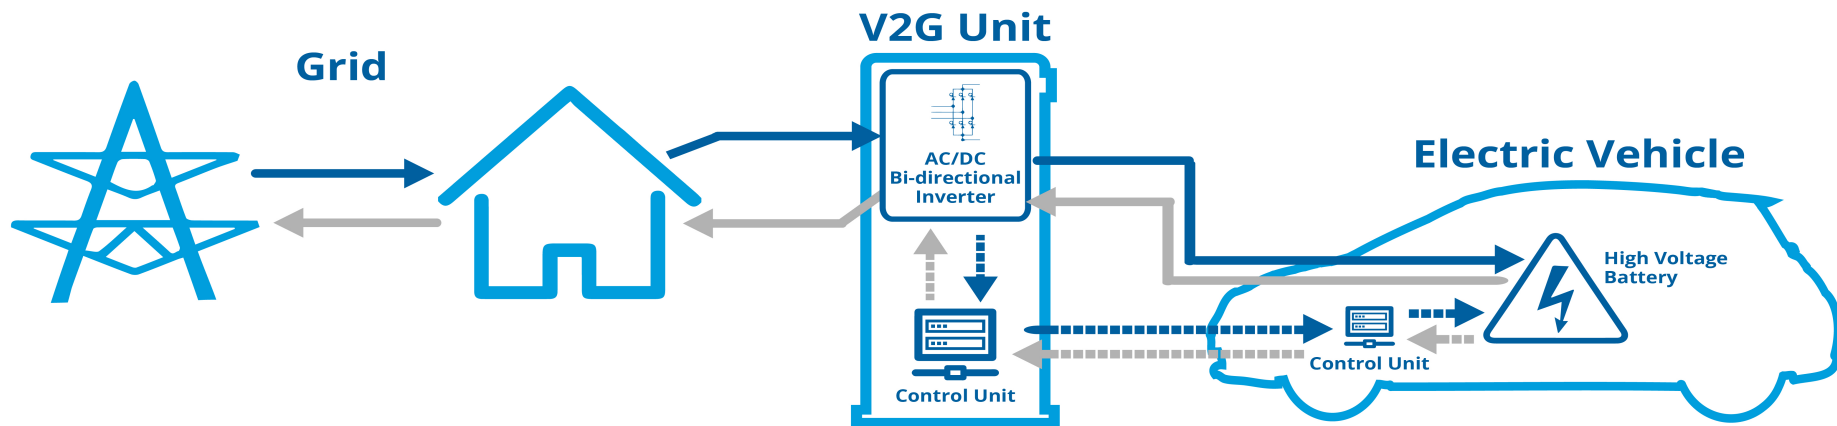 V2G Unit
Grid
AC/DC
Bi-directional
Inverter
Electric Vehicle
High Voltage
Battery
Control Unit
Control Unit